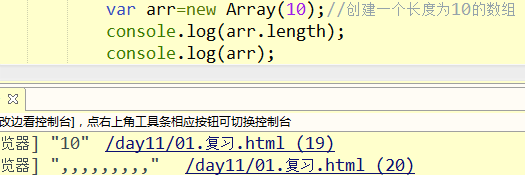 var arr=new Array(10);//创建一个长度为10的数组
console.log(arr.length);
console.log(arr);
改边看控制台]，点右上角工具条相应按钮可切换控制台
览器] "10" /day11/01.复习.html (19)
览器] ",,,,,,,,," /day11/01.复习.html (20)